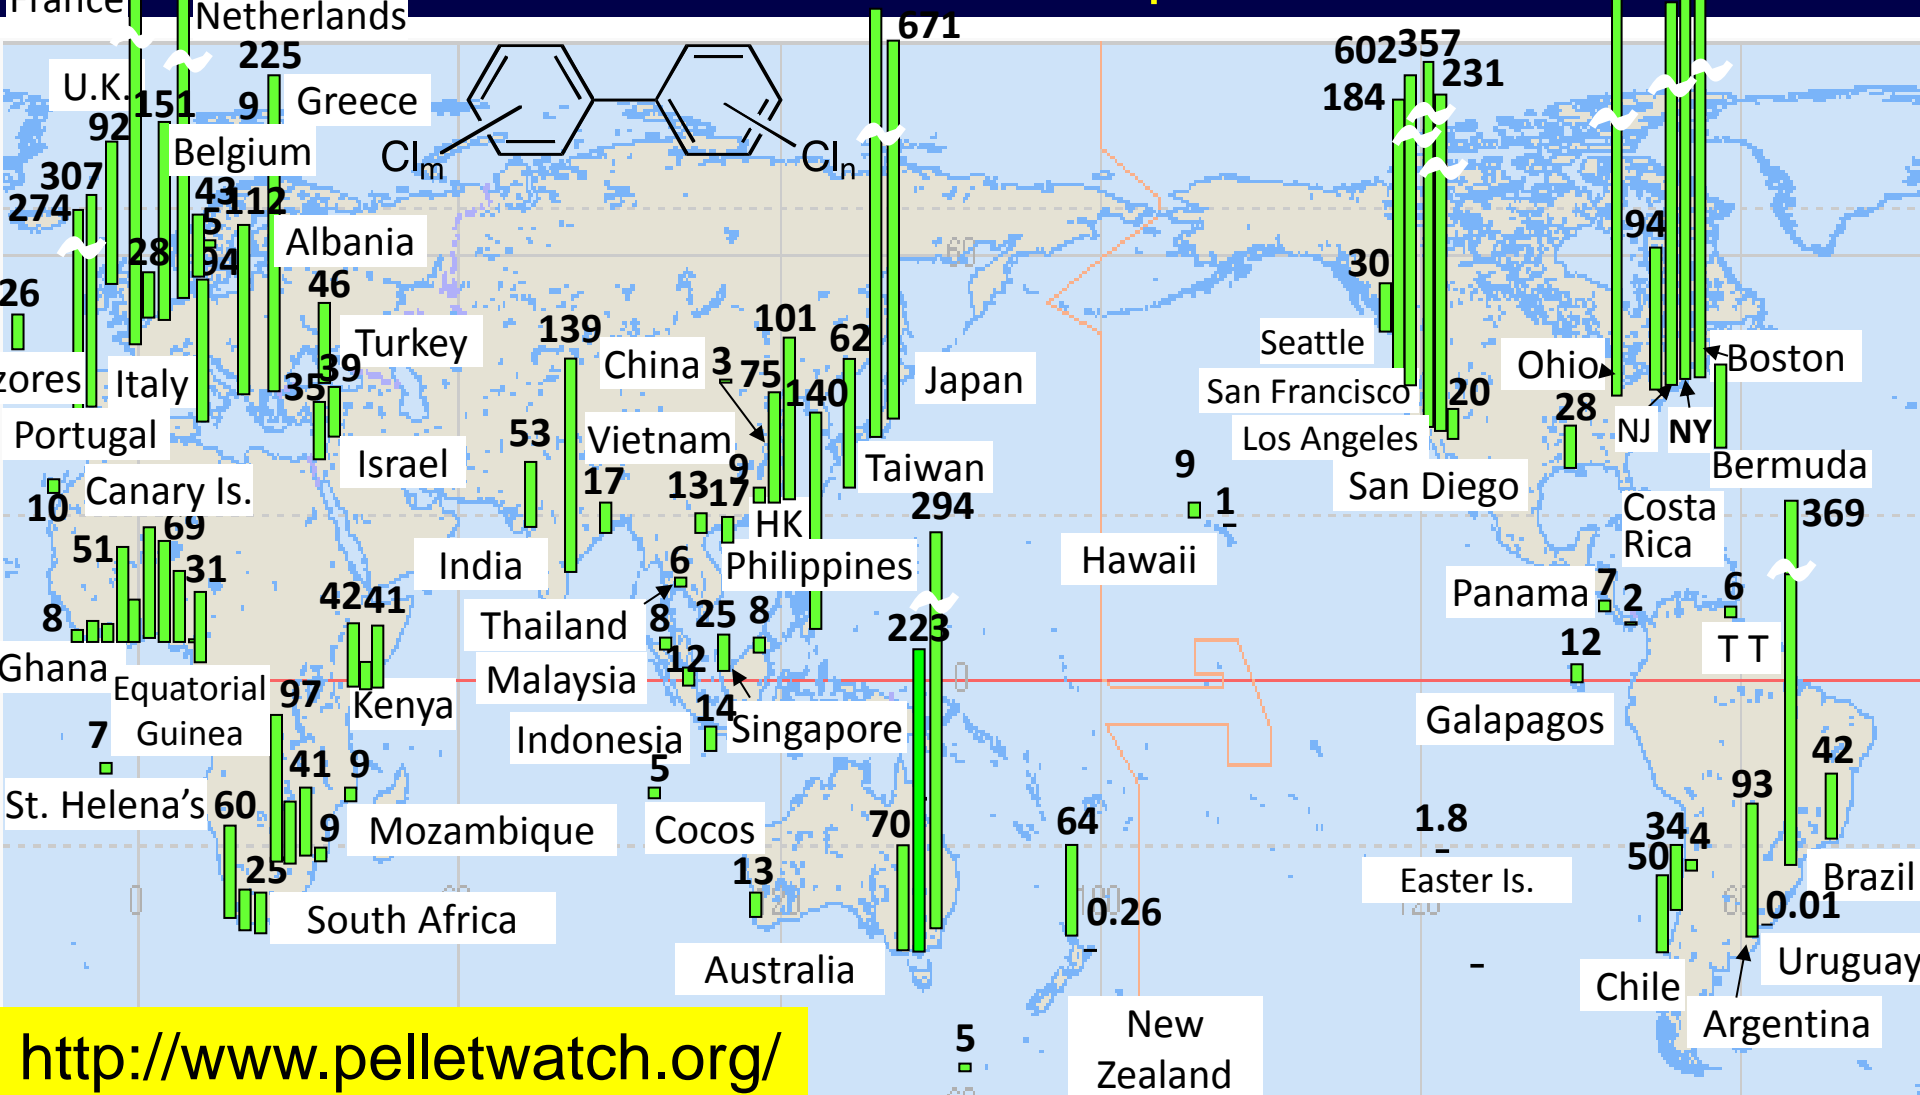 France
Netherlands
671
225
602
357
231
184
U.K.
151
9
Greece
92
Belgium
Cl m
Cl n
307
274
43
5
112
28
94
Albania
94
26
46
30
Turkey
139
101
62
Seattle
Ohio
Boston
China
3
75
Japan
zores
Italy
35
39
140
San Francisco
20
28
NJ
NY
Portugal
53
Vietnam
Los Angeles
Israel
Taiwan
Bermuda
9
17
13
17
9
1
San Diego
10
Canary Is.
HK
294
Costa
Rica
369
51
69
31
India
Philippines
Hawaii
6
Panama
7
2
6
8
42
41
Thailand
8
25
8
223
12
T T
Ghana
Equatorial
Guinea
97
Kenya
Malaysia
12
14
Singapore
Galapagos
7
Indonesia
5
41
9
42
St. Helena's
60
9
Mozambique
Cocos
70
64
1.8
93
34
4
50
25
13
Easter Is.
Brazil
South Africa
0.26
0.01
Australia
Uruguay
Chile
New
Zealand
Argentina
5
http://www.pelletwatch.org/
0
60
0